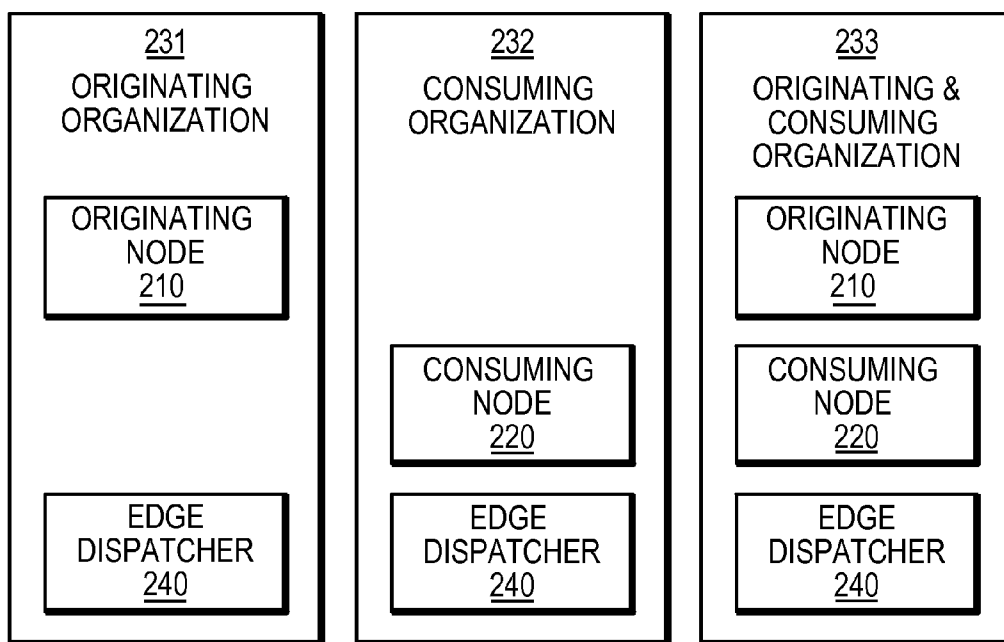 231
ORIGINATING
ORGANIZATION
ORIGINATING
NODE
210
EDGE
DISPATCHER
240
232
CONSUMING
ORGANIZATION
CONSUMING
NODE
220
EDGE
DISPATCHER
240
233
ORIGINATING &
CONSUMING
ORGANIZATION
ORIGINATING
NODE
210
CONSUMING
NODE
220
EDGE
DISPATCHER
240